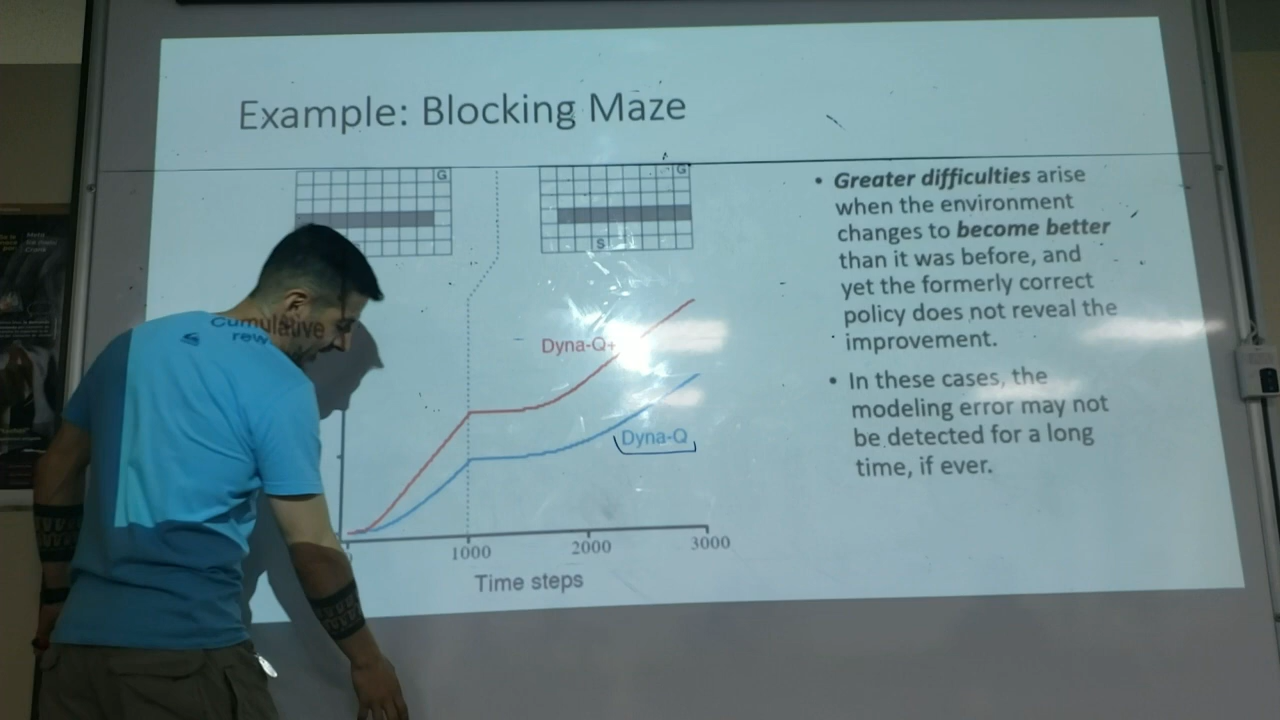 Example: Blocking Maze
G
G
S
Cumulative
rew
Dyna-Q+
Dyna-Q
1000
2000
3000
Time steps
• Greater difficulties arise
when the environment
changes to become better
than it was before, and
yet the formerly correct
policy does not reveal the
improvement.
• In these cases, the
modeling error may not
be detected for a long
time, if ever.